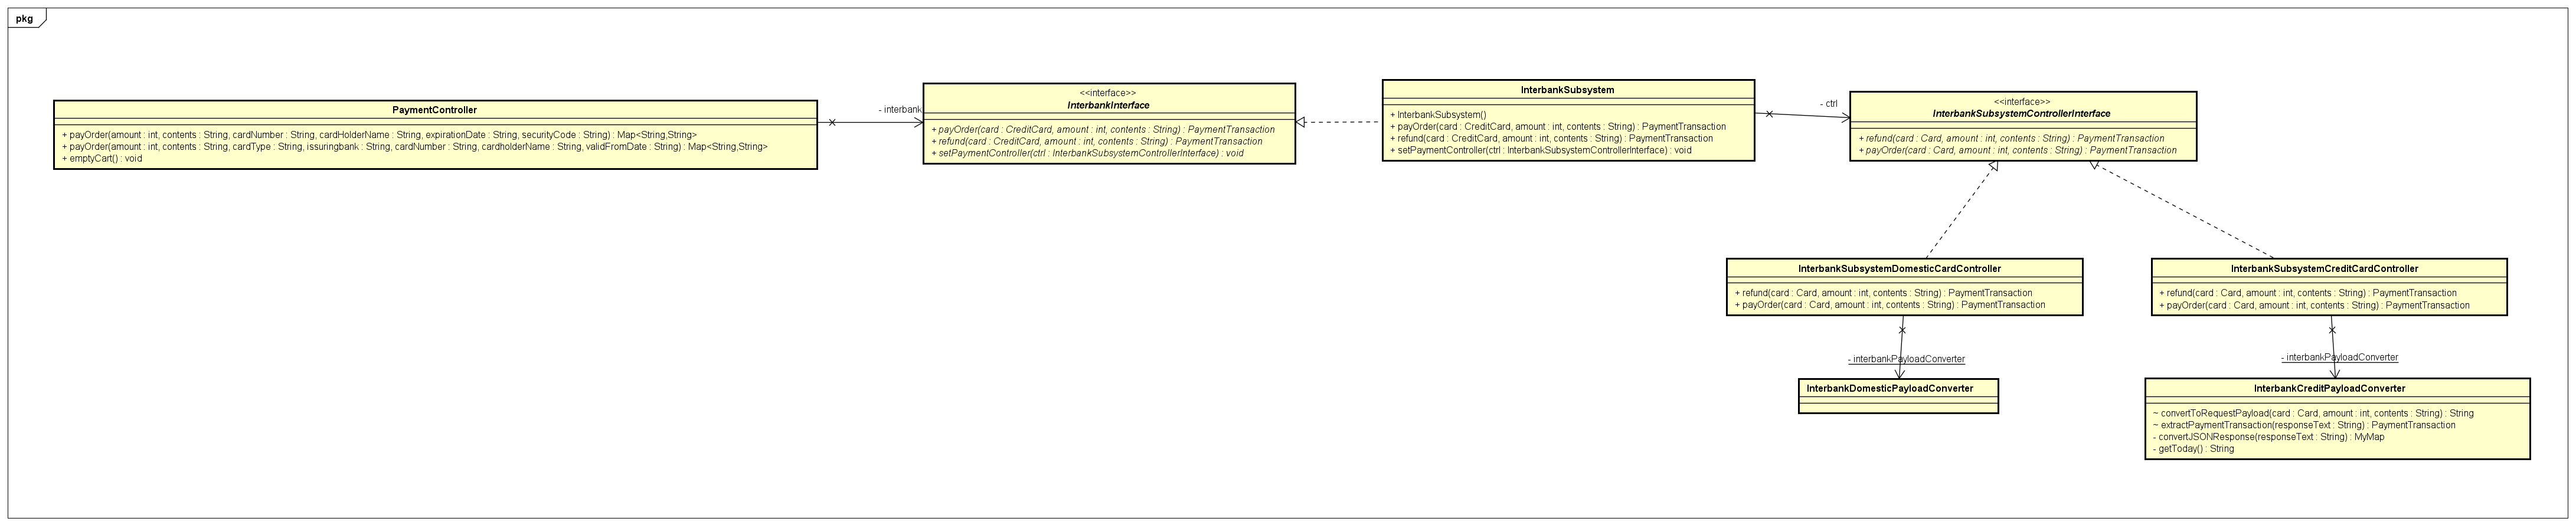 pkg
PaymentController
+ payOrder(amount : int, contents : String, cardNumber : String, cardHolderName : String, expirationDate : String, securityCode : String) : Map<String,String>
+ payOrder(amount : int, contents : String, cardType : String, issuringbank : String, cardNumber : String, cardholderName : String, validFromDate : String) : Map<String,String>
+ emptyCart() : void
- interbank
<<interface>>
InterbankInterface
+ payOrder(card : CreditCard, amount : int, contents : String) : PaymentTransaction
+ refund(card : CreditCard, amount : int, contents : String) : PaymentTransaction
+ setPaymentController(ctrl : InterbankSubsystemControllerInterface) : void
InterbankSubsystem
+ InterbankSubsystem()
+ payOrder(card : CreditCard, amount : int, contents : String) : PaymentTransaction
+ refund(card : CreditCard, amount : int, contents : String) : PaymentTransaction
+ setPaymentController(ctrl : InterbankSubsystemControllerInterface) : void
- ctrl
<<interface>>
InterbankSubsystemControllerInterface
+ refund(card : Card, amount : int, contents : String) : PaymentTransaction
+ payOrder(card : Card, amount : int, contents : String) : PaymentTransaction
InterbankSubsystemDomesticCardController
+ refund(card : Card, amount : int, contents : String) : PaymentTransaction
+ payOrder(card : Card, amount : int, contents : String) : PaymentTransaction
- interbankPayloadConverter
InterbankDomesticPayloadConverter
InterbankSubsystemCreditCardController
+ refund(card : Card, amount : int, contents : String) : PaymentTransaction
+ payOrder(card : Card, amount : int, contents : String) : PaymentTransaction
- interbankPayloadConverter
InterbankCreditPayloadConverter
~ convertToRequestPayload(card : Card, amount : int, contents : String) : String
~ extractPaymentTransaction(responseText : String) : PaymentTransaction
- convertJSONResponse(responseText : String) : MyMap
- getToday() : String